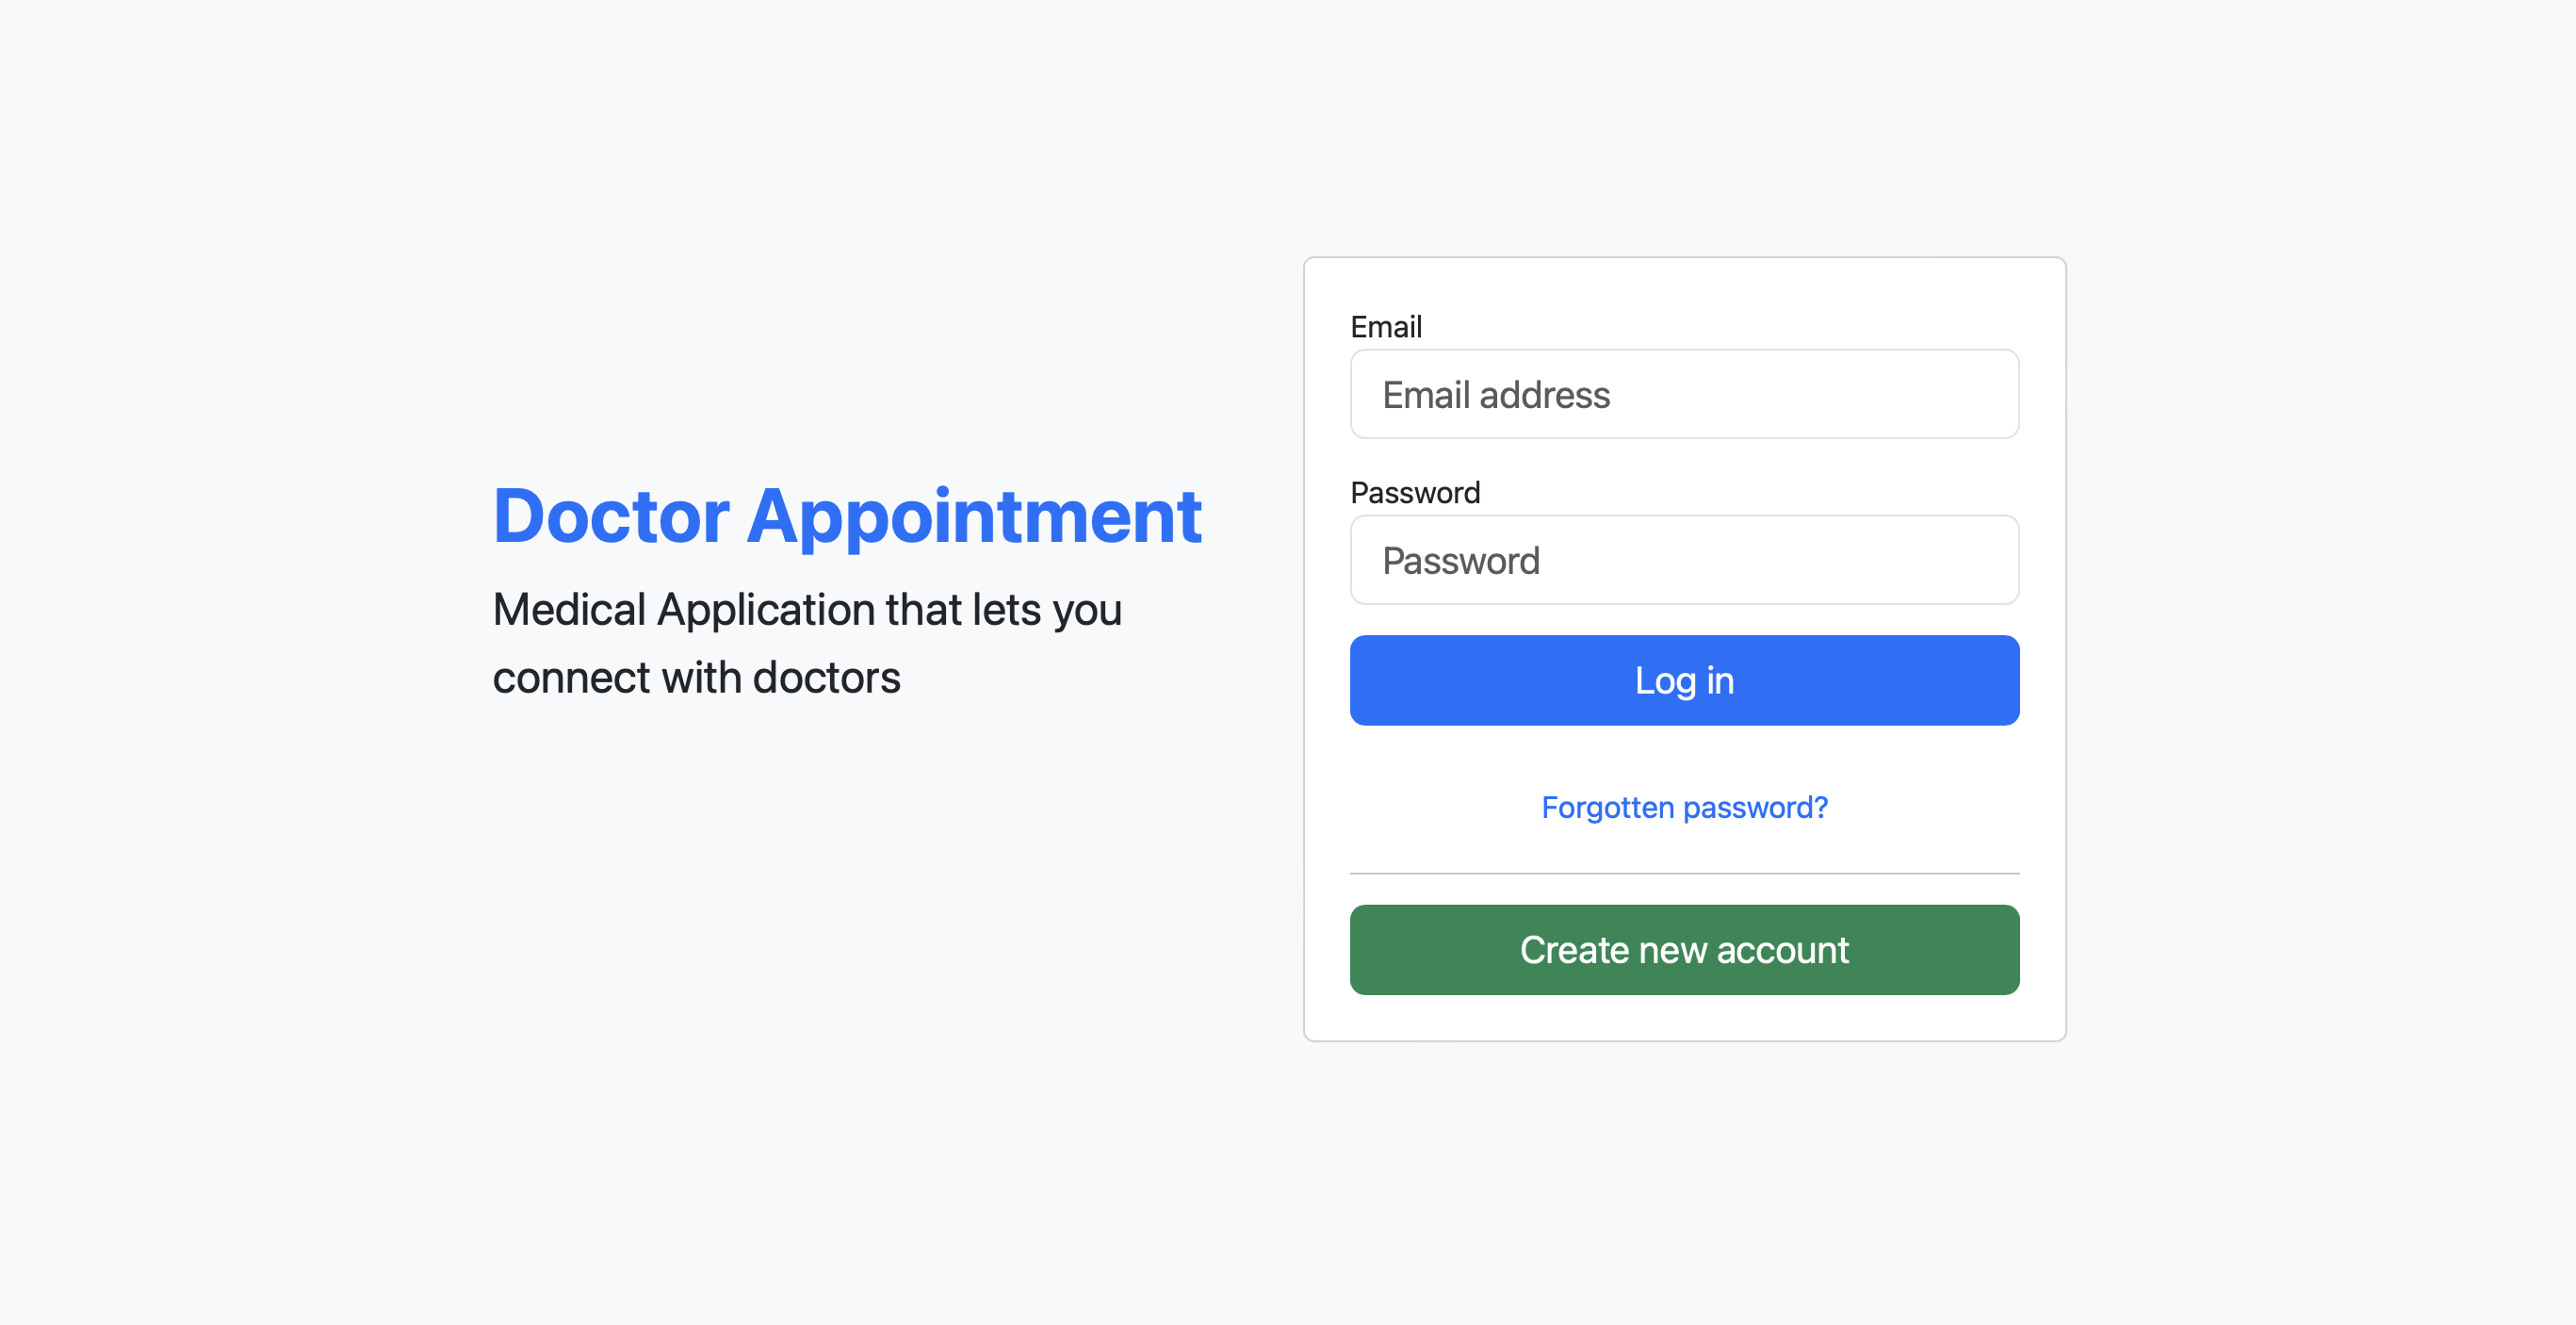 Doctor Appointment
Medical Application that lets you
connect with doctors
Email
Email address
Password
Password
Log in
Forgotten password?
Create new account